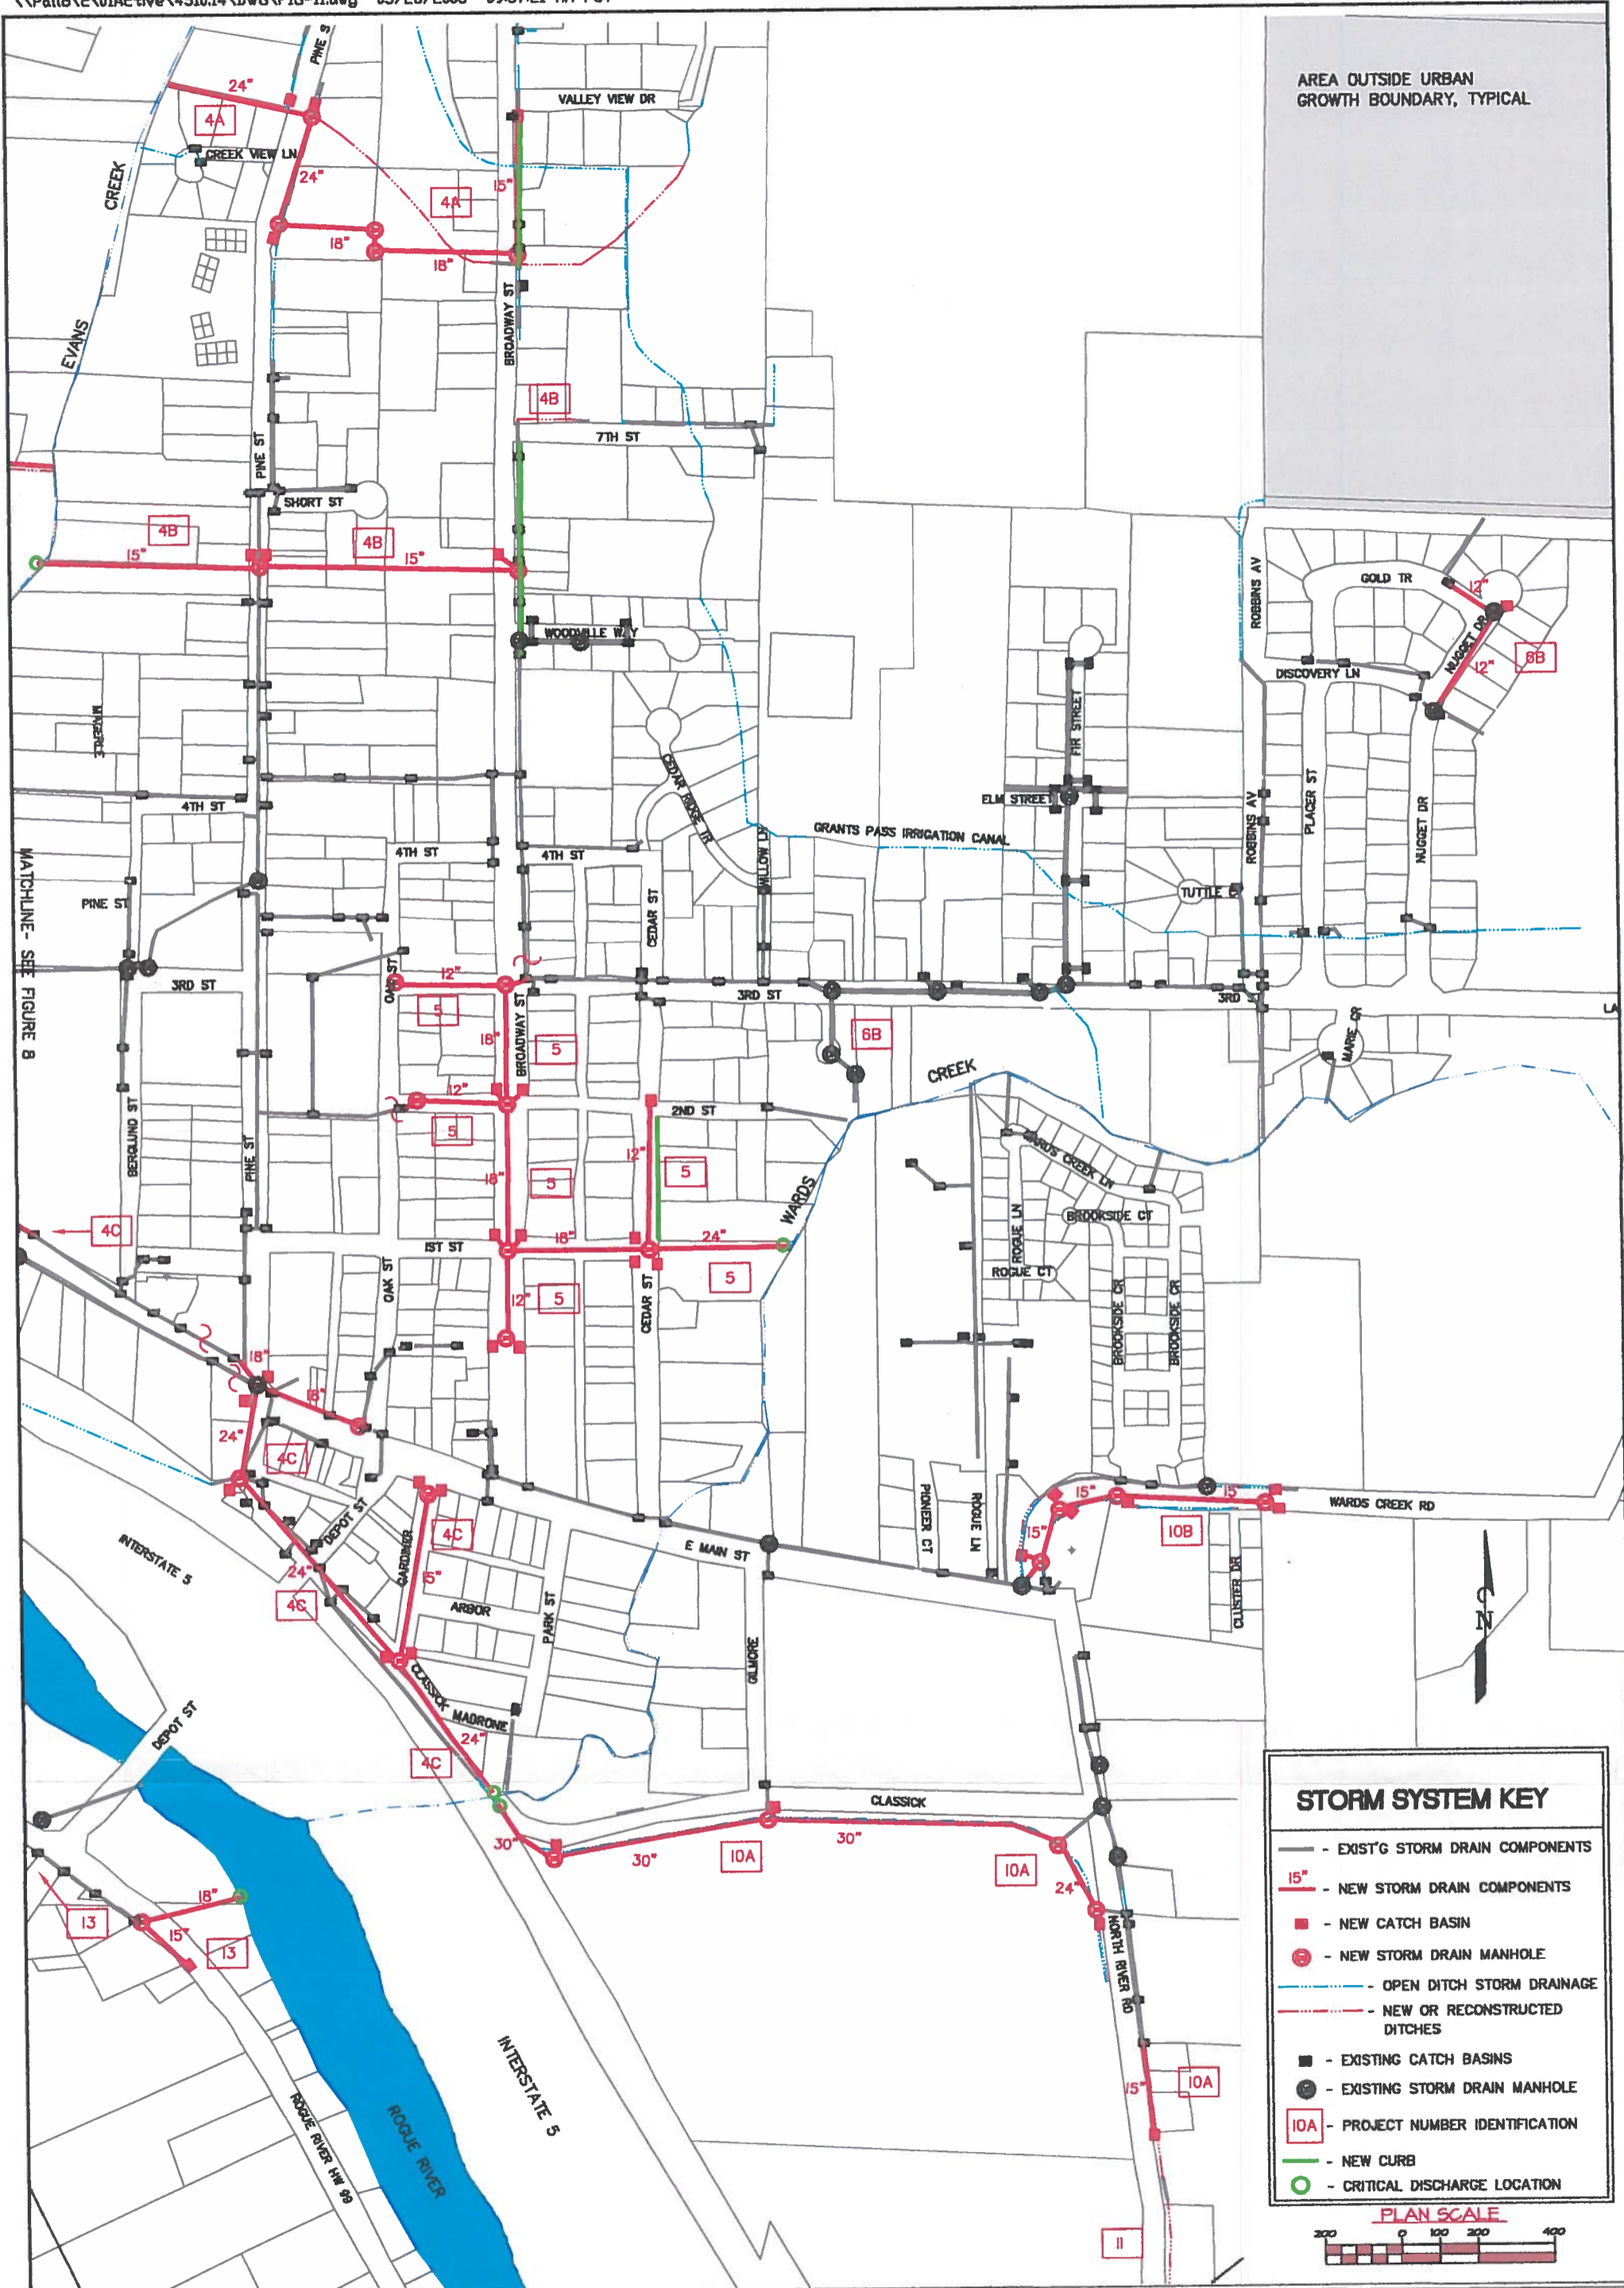 AREA OUTSIDE URBAN
GROWTH BOUNDARY, TYPICAL
VALLEY VIEW DR
24"
4A
CREEK VIEW LN
CREEK
24"
15"
4A
18"
18"
EVANS
BROADWAY ST
4B
7TH ST
PINE ST
SHORT ST
4B
15"
4B
15"
ROBBINS AV
GOLD TR
12"
NUGGET DR
12"
6B
WOODVILLE WAY
DISCOVERY LN
FIR STREET
CEDAR RIDGE TR
4TH ST
4TH ST
4TH ST
ELM STREET
PLACER ST
ROBBINS AV
NUGGET DR
GRANTS PASS IRRIGATION CANAL
WILLOW LN
MATCHLINE - SEE FIGURE 8
PINE ST
CEDAR ST
TUTTLE
3RD ST
OAK ST
12"
5
18"
BROADWAY ST
3RD ST
3RD
5
6B
MARIE CR
CREEK
12"
5
2ND ST
BERGLUND ST
PINE ST
18"
5
12"
5
WARDS
WARDS CREEK LN
BROOKSIDE CT
ROGUE LN
ROGUE CT
4C
1ST ST
18"
24"
5
OAK ST
12"
5
CEDAR ST
BROOKSIDE CR
BROOKSIDE CR
18"
18"
24"
4C
DEPOT ST
GARDINER
4C
15"
24"
4C
INTERSTATE 5
ARBOR
PARK ST
E MAIN ST
GILMORE
PIONEER CT
ROGUE LN
15"
15"
15
10B
WARDS CREEK RD
CLUSTER DR
N
DEPOT ST
CLASSICK
MADRONE
24"
4C
CLASSICK
30"
30"
10A
30"
10A
24"
NORTH RIVER RD
15"
10A
11
18"
13
15"
13
INTERSTATE 5
ROGUE RIVER HW 99
ROGUE RIVER
STORM SYSTEM KEY
- EXIST'G STORM DRAIN COMPONENTS
15"
- NEW STORM DRAIN COMPONENTS
- NEW CATCH BASIN
- NEW STORM DRAIN MANHOLE
- OPEN DITCH STORM DRAINAGE
- NEW OR RECONSTRUCTED
DITCHES
- EXISTING CATCH BASINS
- EXISTING STORM DRAIN MANHOLE
10A - PROJECT NUMBER IDENTIFICATION
- NEW CURB
- CRITICAL DISCHARGE LOCATION
PLAN SCALE
200 0 100 200 400